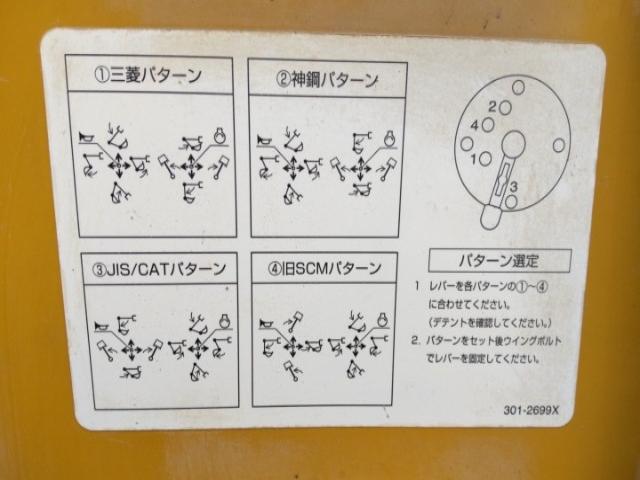 ①三菱パターン
②神鋼パターン
③JIS/CATパターン
④旧SCMパターン
2
4
1
3
パターン選定
1 レバーを各パターンの①〜④
に合わせてください。
(デテントを確認してください。)
2. パターンをセット後ウイングボルト
でレバーを固定してください。
301-2699X